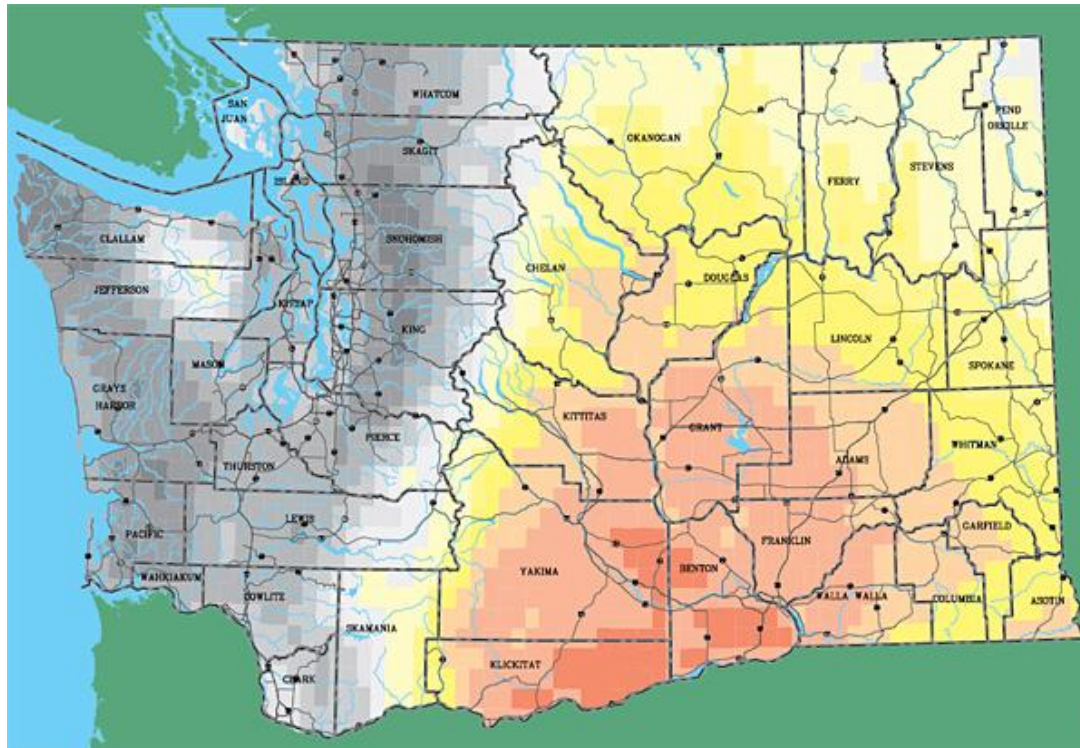 SAN
JUAN
WHATCOM
SKAGIT
ISLAND
SNOHOMISH
CLALLAM
JEFFERSON
KITSAP
KING
MASON
GRAYS
HARBOR
PIERCE
THURSTON
LEWIS
PACIFIC
WAHKIAKUM
COWLITZ
SKAMANIA
CLARK
OKANOGAN
FERRY
STEVENS
PEND
OREILLE
CHELAN
DOUGLAS
LINCOLN
SPOKANE
KITTITAS
GRANT
ADAMS
WHITMAN
YAKIMA
BENTON
FRANKLIN
GARFIELD
WALLA WALLA
COLUMBIA
ASOTIN
KLICKITAT